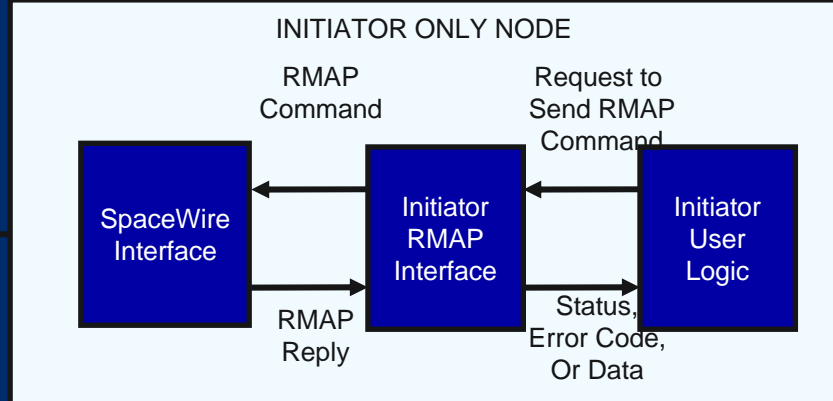 INITIATOR ONLY NODE
RMAP
Command
Request to
Send RMAP
Command
SpaceWire
Interface
Initiator
RMAP
Interface
Initiator
User
Logic
RMAP
Reply
Status,
Error Code,
Or Data